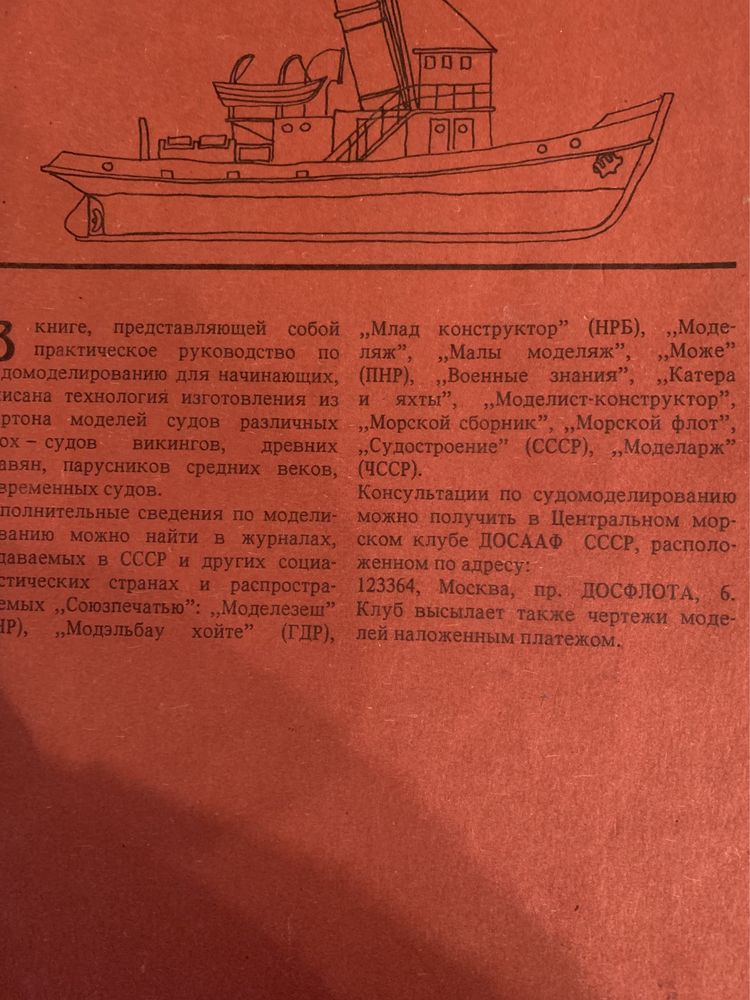 В книге, представляющей собой
практическое руководство по
домоделированию для начинающих,
исана технология изготовления из
ртона моделей судов различных
ох – судов викингов, древних
авян, парусников средних веков,
временных судов.
полнительные сведения по модели-
ванию можно найти в журналах,
даваемых в СССР и других социа-
стических странах и распростра-
емых „Союзпечатью”: „Моделезеш”
НР), „Модэльбау хойте” (ГДР),
„Млад конструктор” (НРБ), „Моде-
ляж”, „Малы моделяж”, „Може”
(ПНР), „Военные знания”, „Катера
и яхты”, „Моделист-конструктор”,
„Морской сборник”, „Морской флот”,
„Судостроение” (СССР), „Моделарж”
(ЧССР).
Консультации по судомоделированию
можно получить в Центральном мор-
ском клубе ДОСААФ СССР, располо-
женном по адресу:
123364, Москва, пр. ДОСФЛОТА, 6.
Клуб высылает также чертежи моде-
лей наложенным платежом.